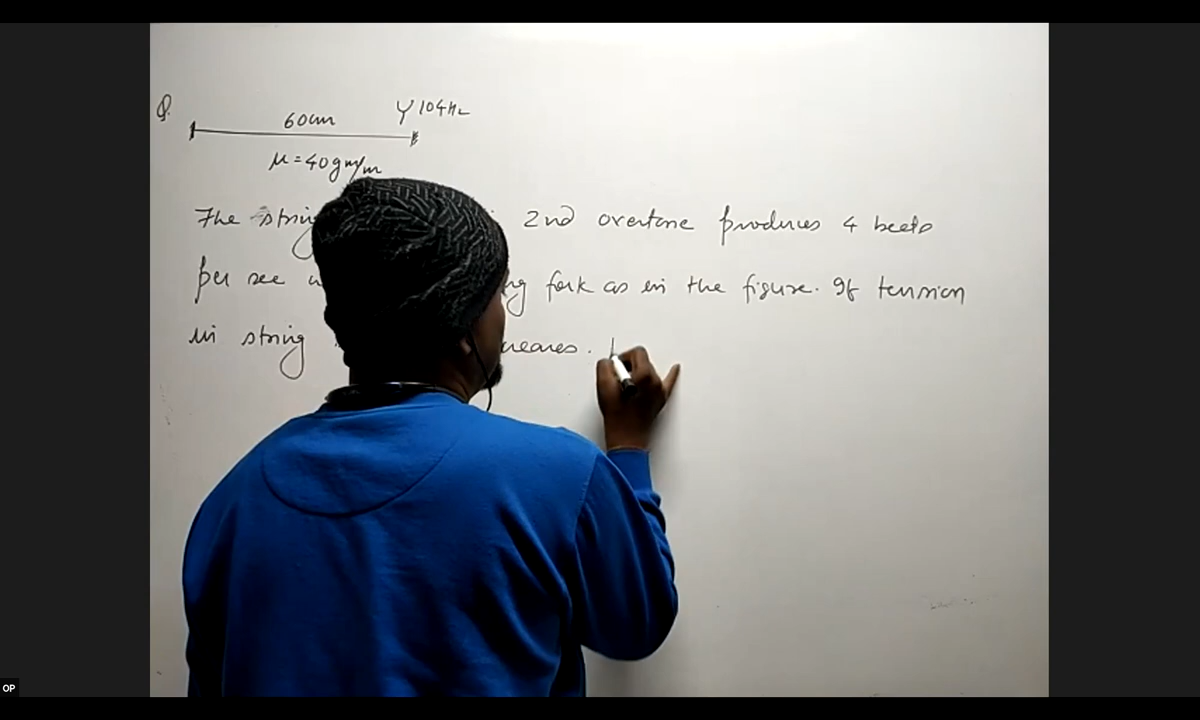 Q.
60cm
104Hz
μ = 40gm/m
The string 2nd overtone produces 4 beats
per sec fork as in the figure. If tension
in string
OP